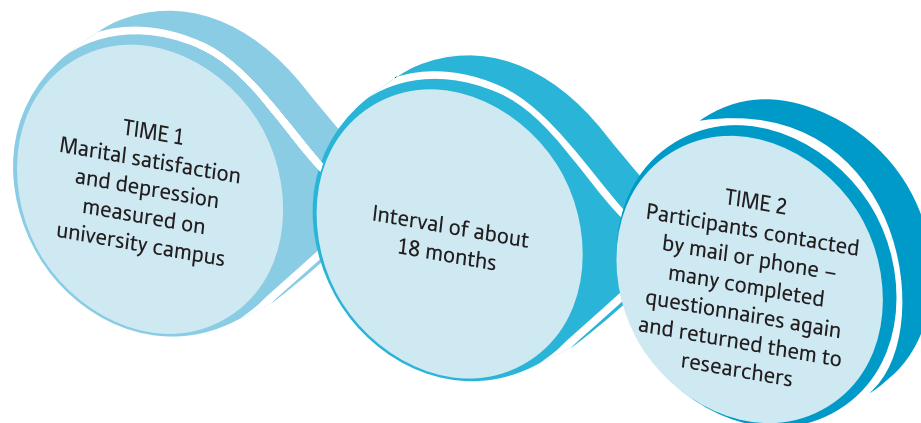 TIME 1
Marital satisfaction
and depression
measured on
university campus
Interval of about
18 months
TIME 2
Participants contacted
by mail or phone –
many completed
questionnaires again
and returned them to
researchers